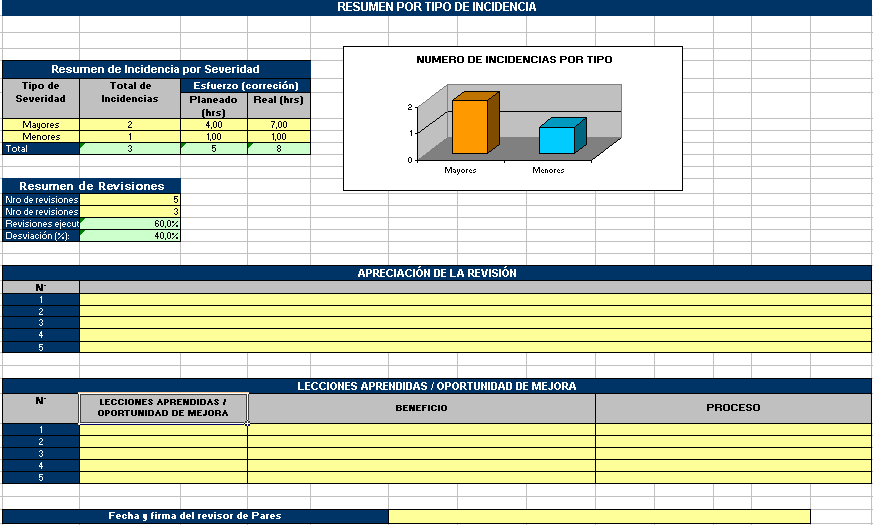 RESUMEN POR TIPO DE INCIDENCIA
Resumen de Incidencia por Severidad
Tipo de Severidad Total de Incidencias Esfuerzo (correción)
Planeado (hrs) Real (hrs)
Mayores 2 4,00 7,00
Menores 1 1,00 1,00
Total 3 5 8
NUMERO DE INCIDENCIAS POR TIPO
2
1
0
Mayores Menores
Resumen de Revisiones
Nro de revisiones 5
Nro de revisiones 3
Revisiones ejecut 60,0%
Desviación (%): 40,0%
APRECIACIÓN DE LA REVISIÓN
N°
1
2
3
4
5
LECCIONES APRENDIDAS / OPORTUNIDAD DE MEJORA
N° LECCIONES APRENDIDAS / OPORTUNIDAD DE MEJORA BENEFICIO PROCESO
1
2
3
4
5
Fecha y firma del revisor de Pares